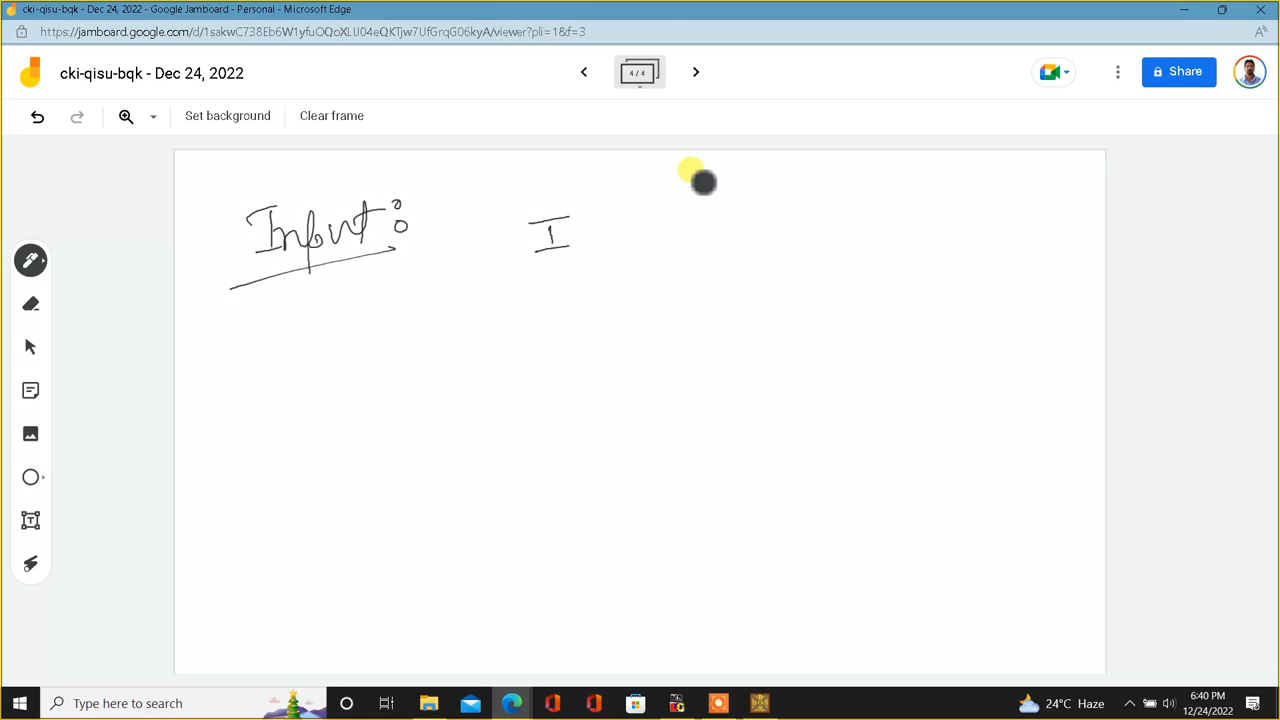 cki-qisu-bqk - Dec 24, 2022 - Google Jamboard - Personal - Microsoft Edge
https://jamboard.google.com/d/1sakwC738Eb6W1yfuOQoXLIJ04eQKTjw7UfGrqG06kyA/viewer?pli=1&f=3
cki-qisu-bqk - Dec 24, 2022
4 / 4
Share
Set background
Clear frame
Input: I
Type here to search
24°C Haze
6:40 PM
12/24/2022